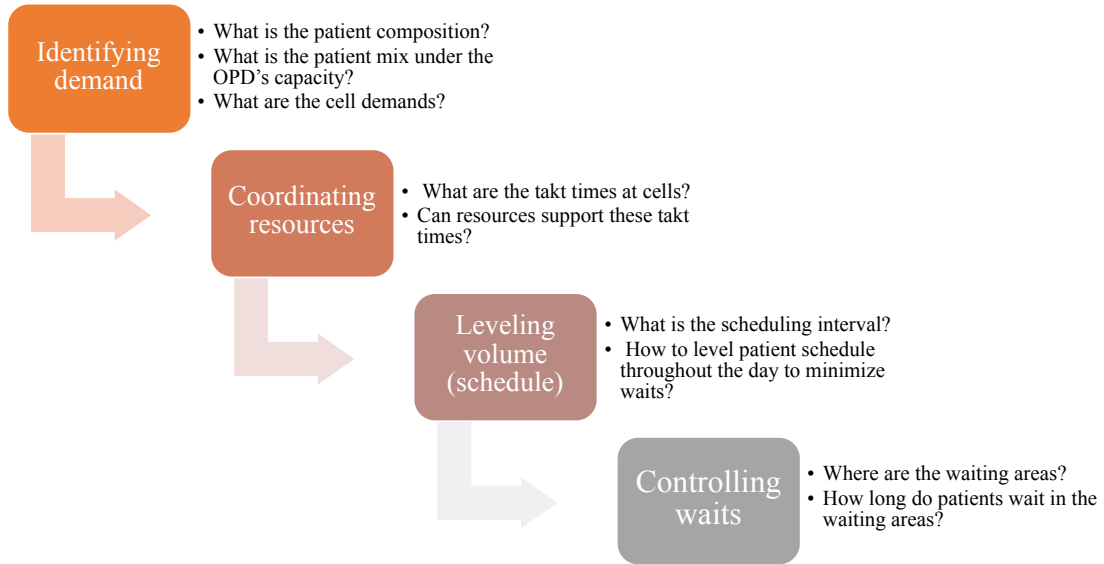 Identifying
demand
• What is the patient composition?
• What is the patient mix under the
OPD's capacity?
• What are the cell demands?
Coordinating
resources
• What are the takt times at cells?
• Can resources support these takt
times?
Leveling
volume
(schedule)
• What is the scheduling interval?
• How to level patient schedule
throughout the day to minimize
waits?
Controlling
waits
• Where are the waiting areas?
• How long do patients wait in the
waiting areas?